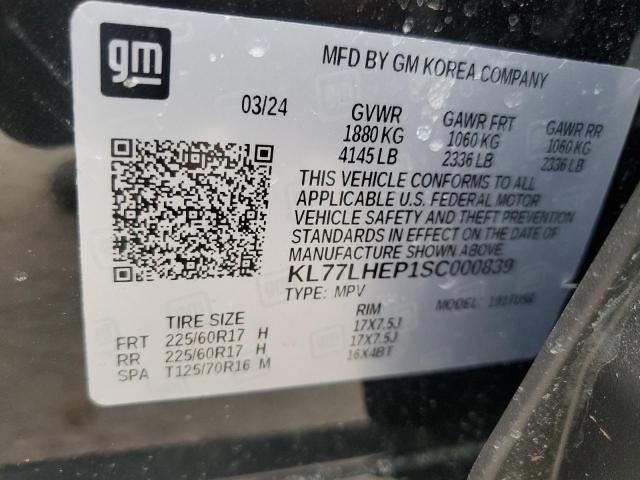 gm
MFD BY GM KOREA COMPANY
03/24 GVWR GAWR FRT GAWR RR
1880 KG 1060 KG 1060 KG
4145 LB 2336 LB 2336 LB
THIS VEHICLE CONFORMS TO ALL
APPLICABLE U.S. FEDERAL MOTOR
VEHICLE SAFETY AND THEFT PREVENTION
STANDARDS IN EFFECT ON THE DATE OF
MANUFACTURE SHOWN ABOVE.
KL77LHEP1SC000839
TYPE: MPV MODEL:
TIRE SIZE RIM
FRT 225/60R17 H 17X7.5J
RR 225/60R17 H 17X7.5J
SPA T125/70R16 M 16X4BT